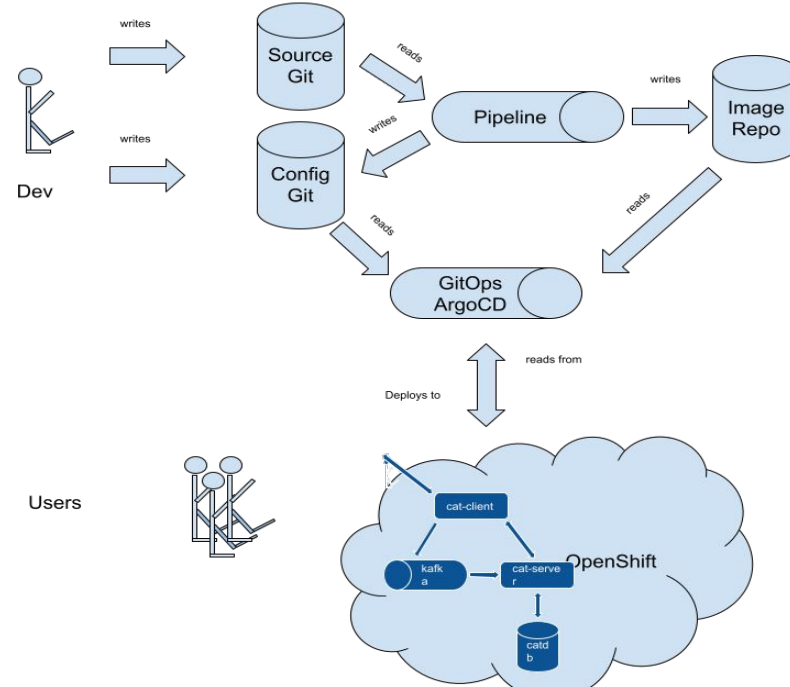 writes
Source
Git
reads
writes
Pipeline
Image
Repo
writes
writes
Config
Git
Dev
reads
reads
GitOps
ArgoCD
reads from
Deploys to
Users
cat-client
OpenShift
kafk
a
cat-serve
r
catd
b